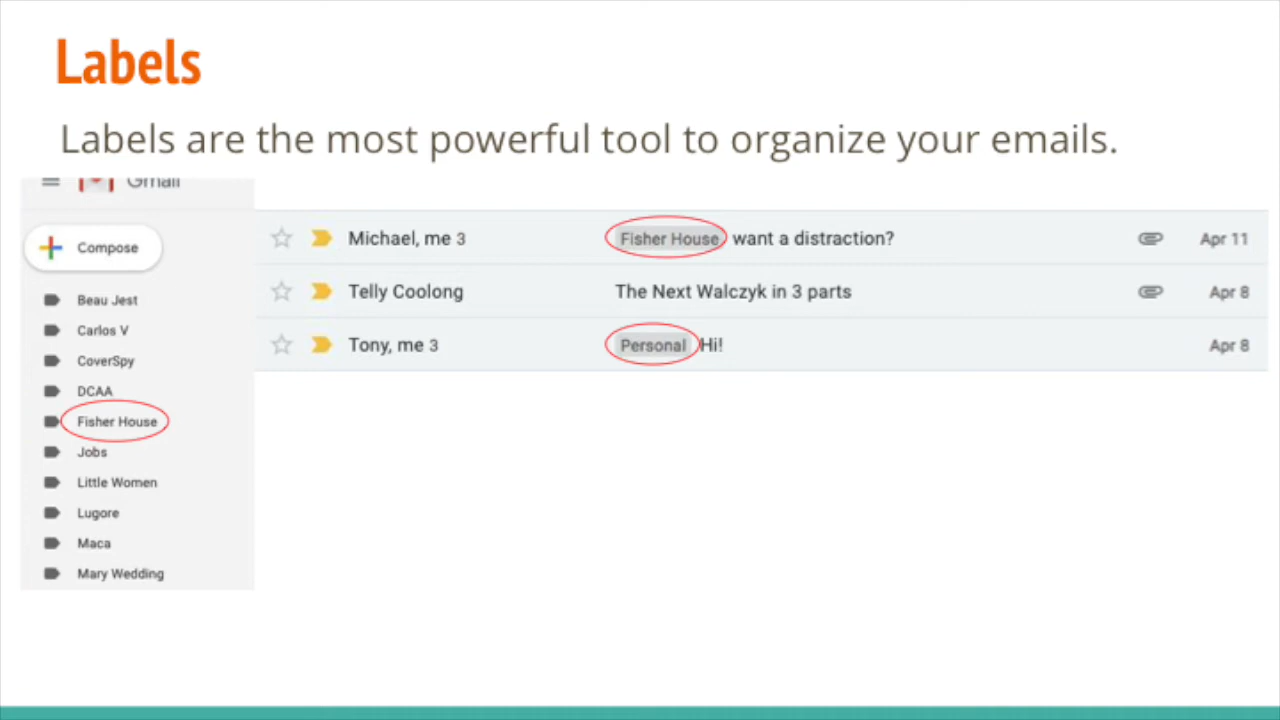 Labels
Labels are the most powerful tool to organize your emails.
Gmail
Compose
Beau Jest
Carlos V
CoverSpy
DCAA
Fisher House
Jobs
Little Women
Lugore
Maca
Mary Wedding
Michael, me 3 Fisher House want a distraction? Apr 11
Telly Coolong The Next Walczyk in 3 parts Apr 8
Tony, me 3 Personal Hi! Apr 8